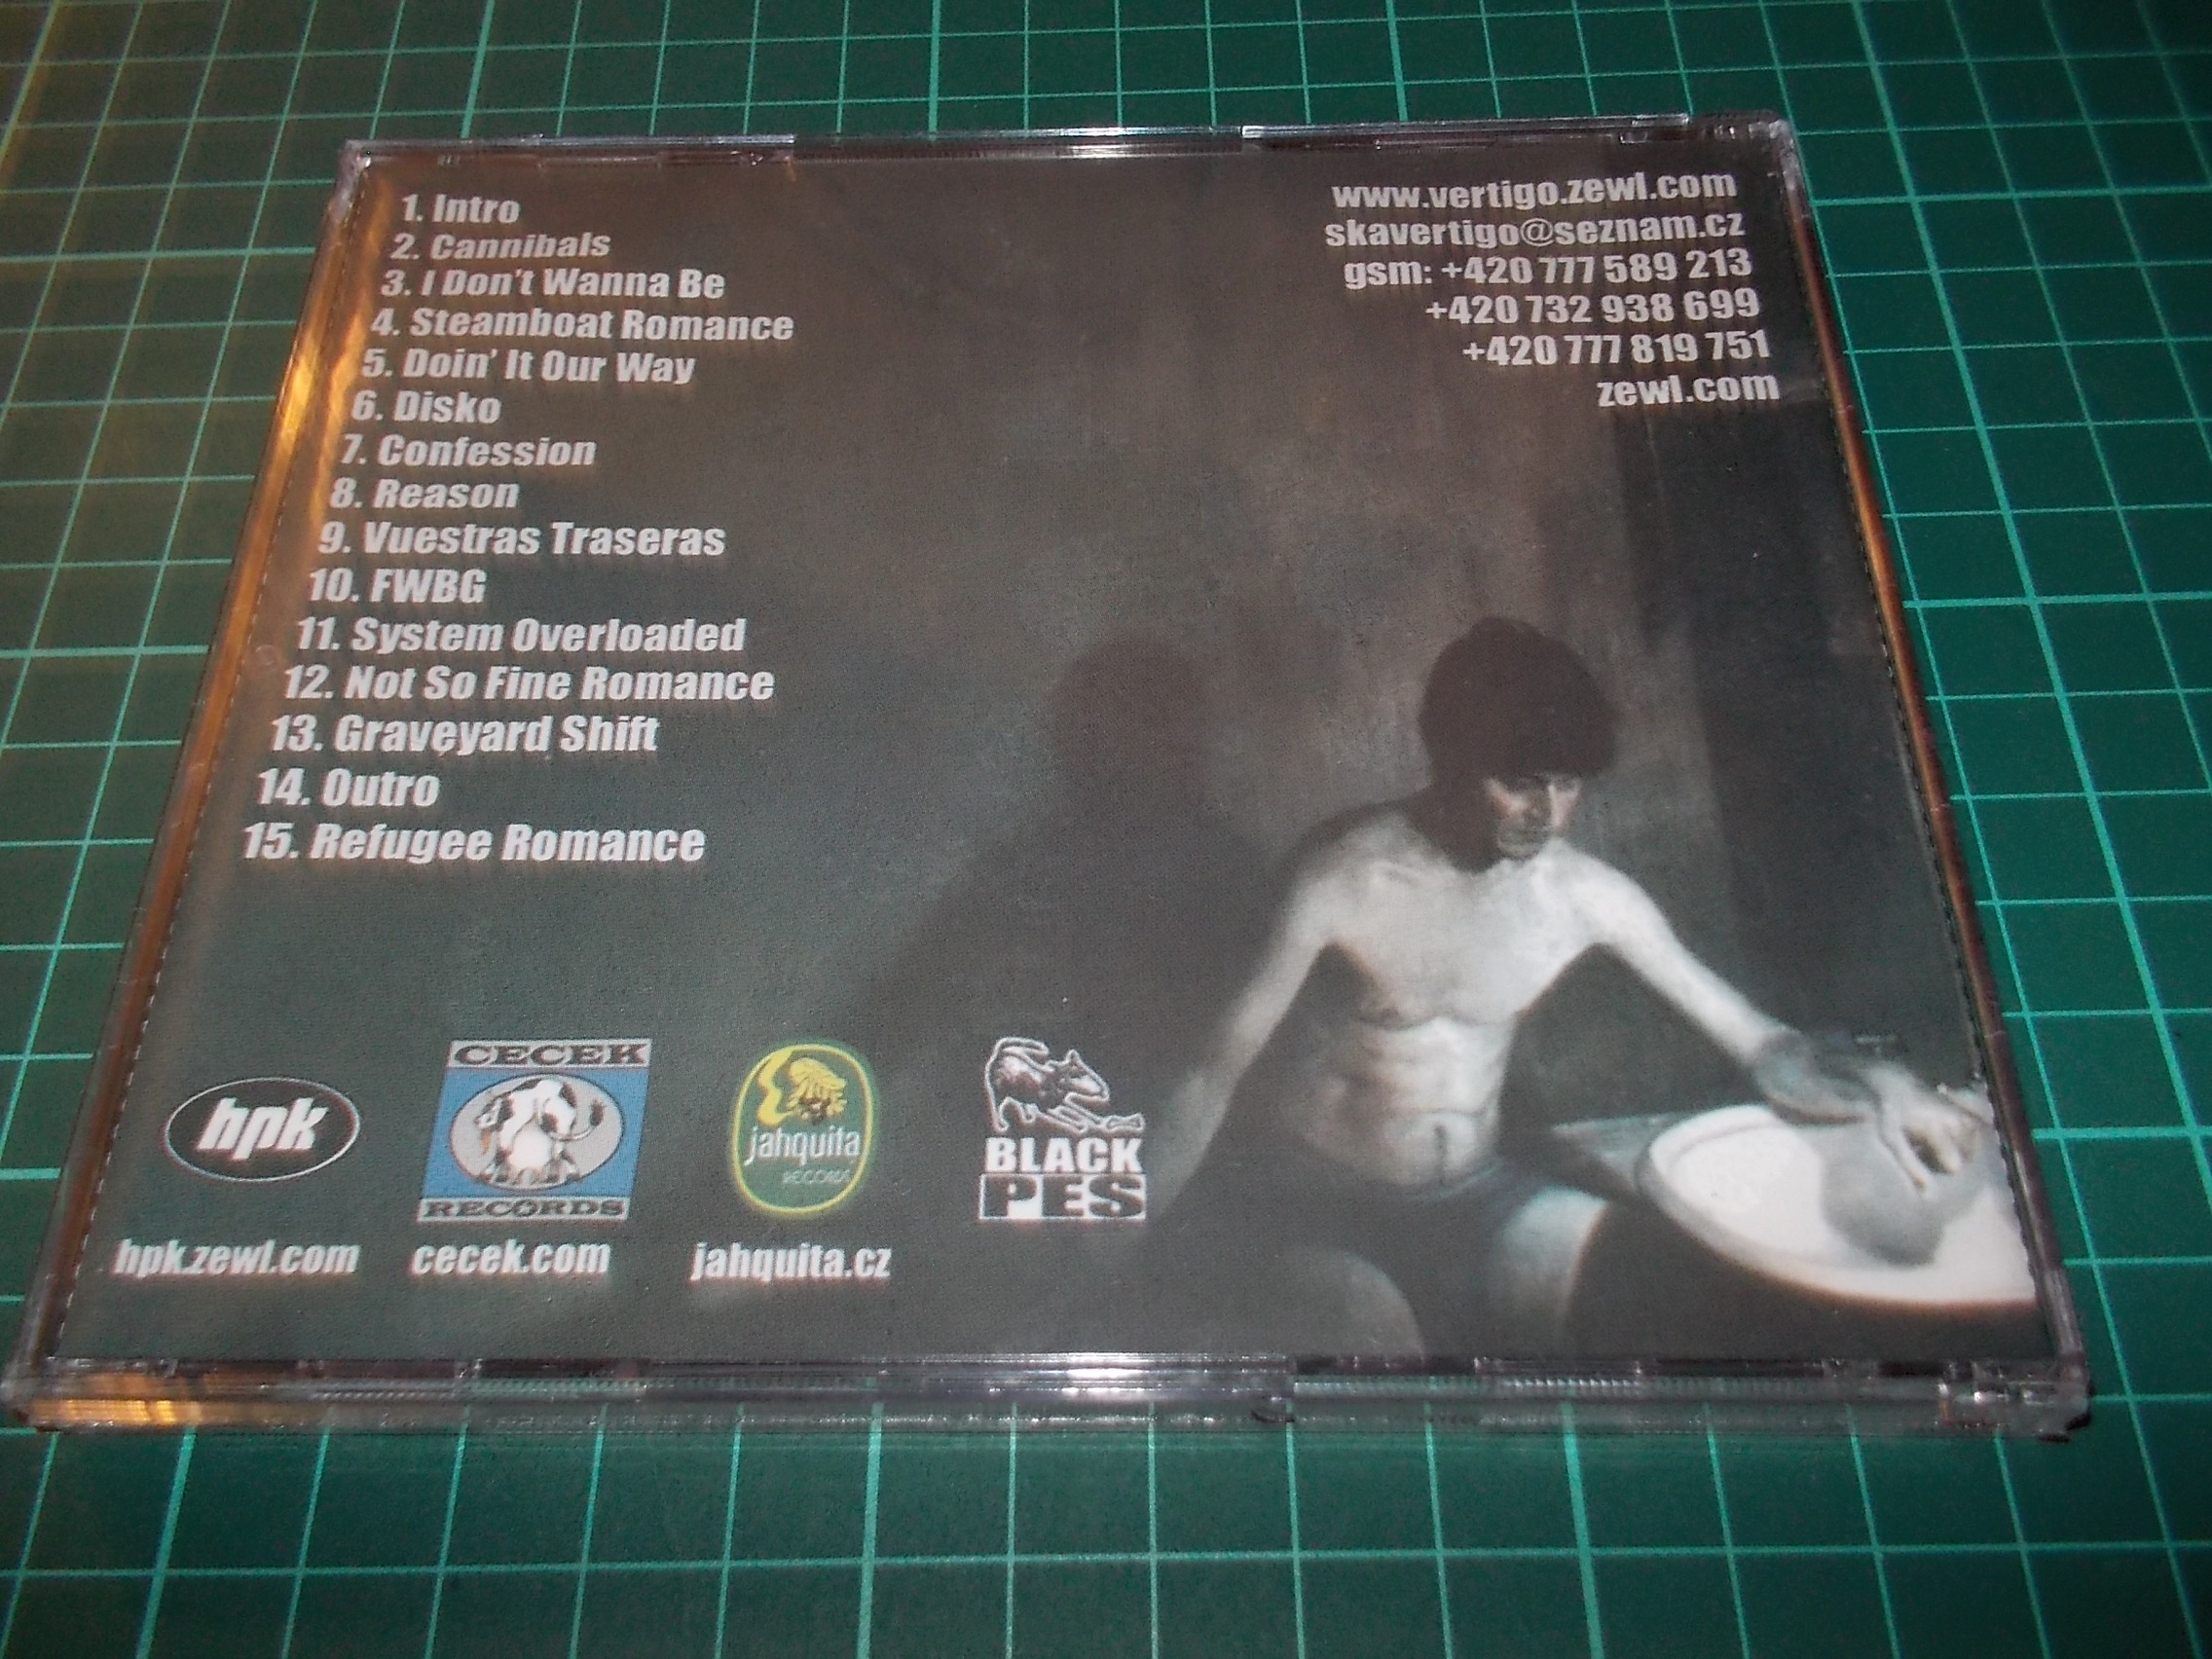 1. Intro
2. Cannibals
3. I Don't Wanna Be
4. Steamboat Romance
5. Doin' It Our Way
6. Disko
7. Confession
8. Reason
9. Vuestras Traseras
10. FWBG
11. System Overloaded
12. Not So Fine Romance
13. Graveyard Shift
14. Outro
15. Refugee Romance
www.vertigo.zewl.com
skavertigo@seznam.cz
gsm: +420 777 589 213
+420 732 938 699
+420 777 819 751
zewl.com
hpk
hpk.zewl.com
CECEK
RECORDS
cecek.com
jahquita
RECORDS
jahquita.cz
BLACK
PES